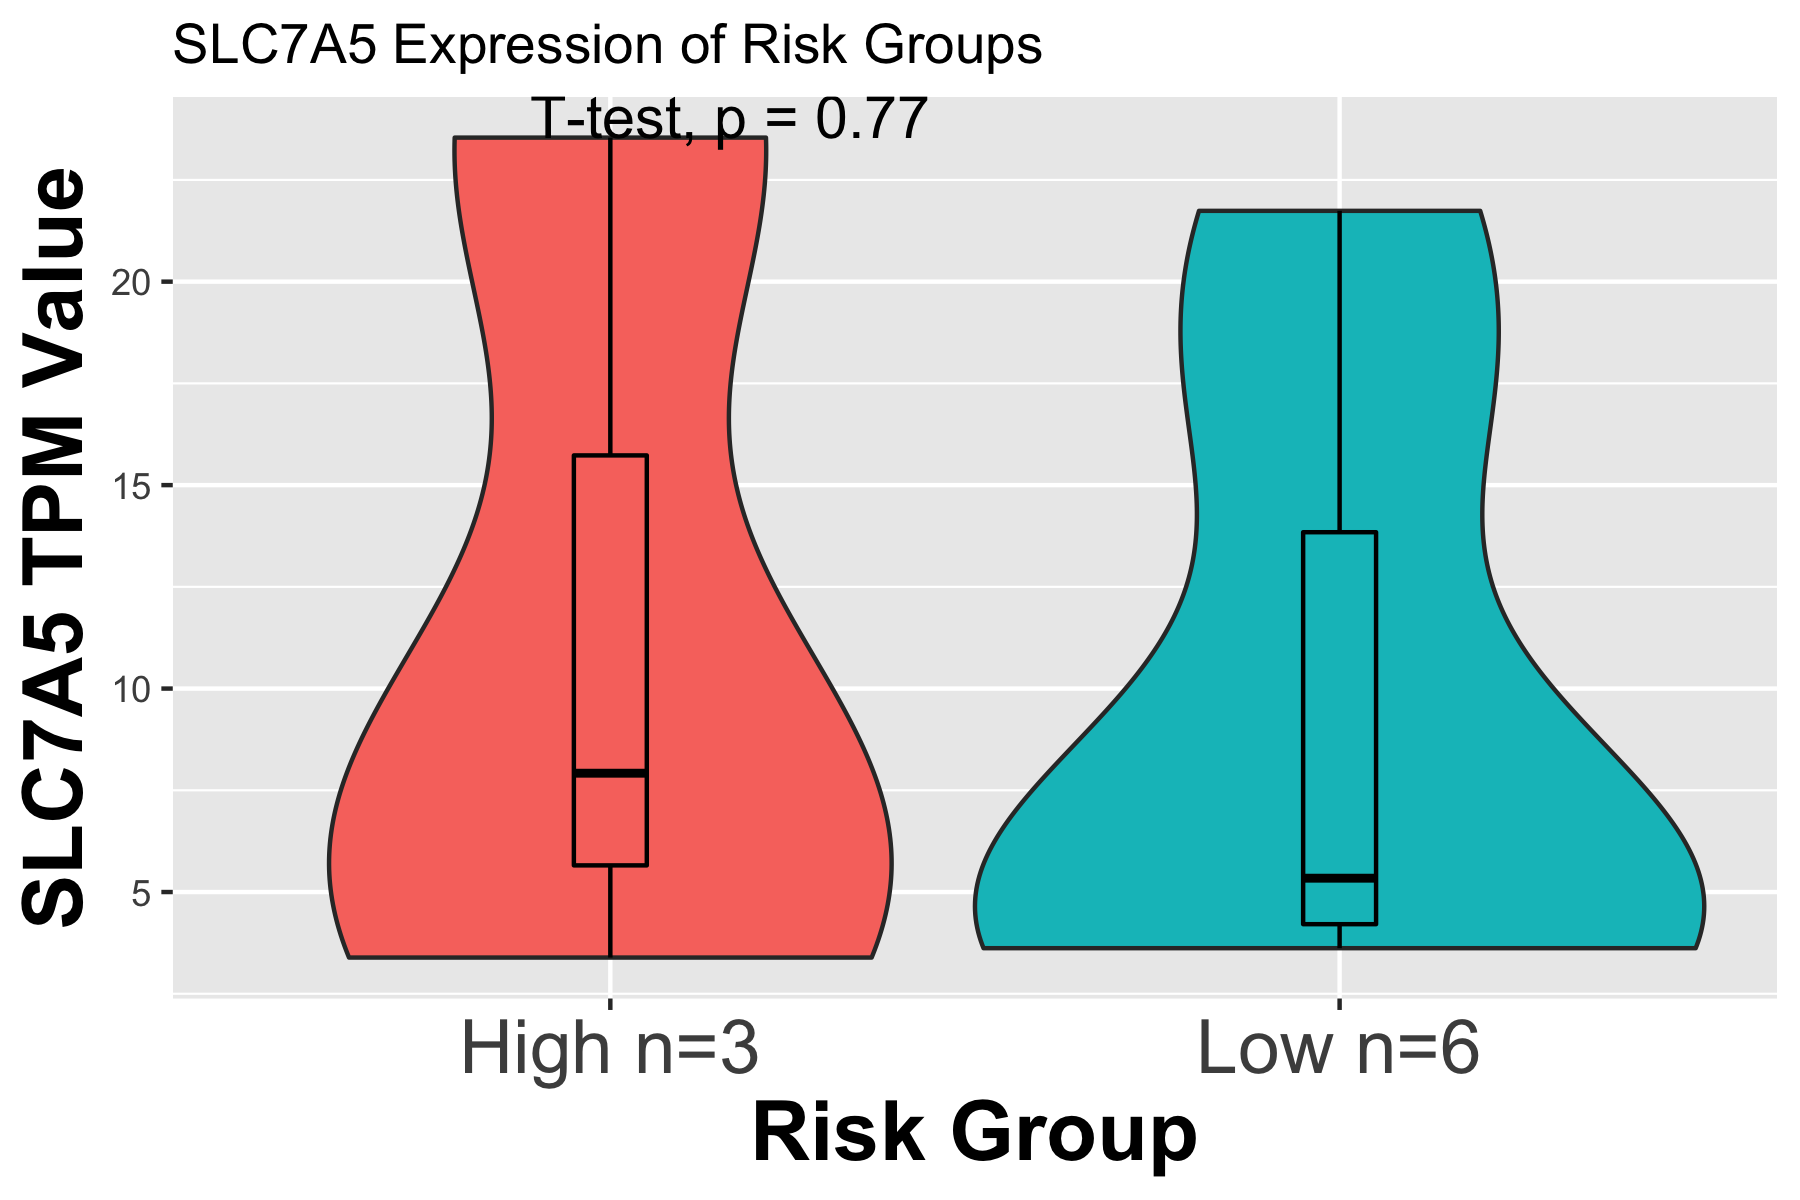 SLC7A5 Expression of Risk Groups
T-test, p = 0.77
SLC7A5 TPM Value
20
15
10
5
High n=3
Low n=6
Risk Group